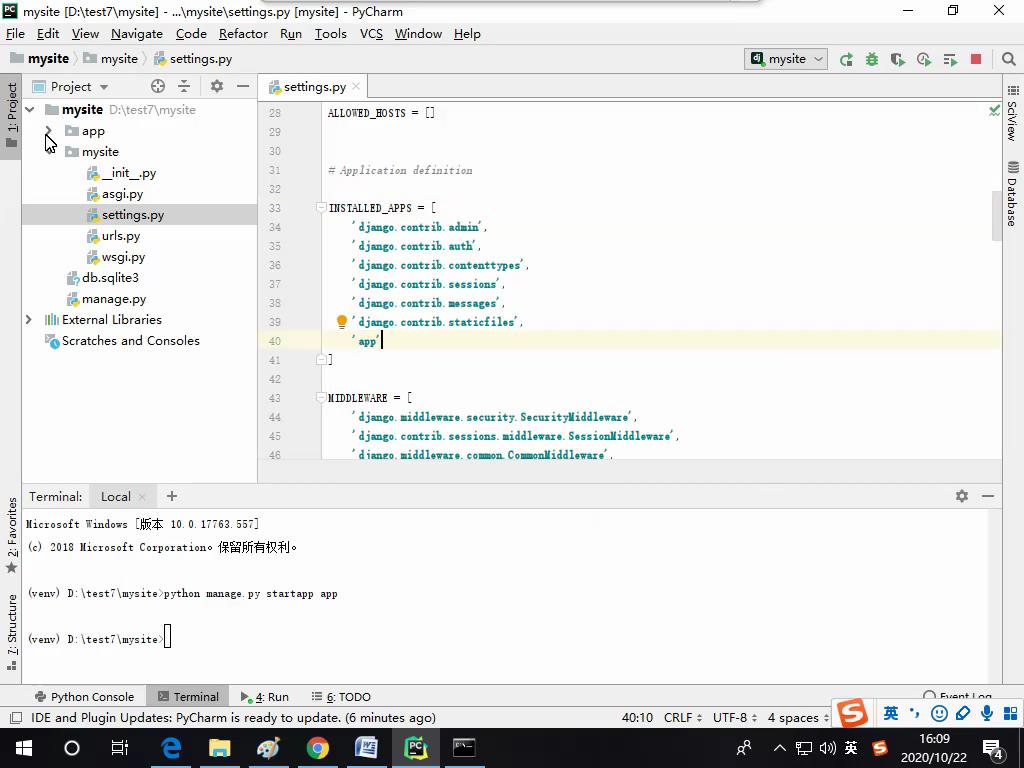 mysite [D:\test7\mysite] - ...\mysite\settings.py [mysite] - PyCharm
File Edit View Navigate Code Refactor Run Tools VCS Window Help
mysite mysite settings.py
mysite
Project
settings.py
mysite D:\test7\mysite
app
mysite
__init__.py
asgi.py
settings.py
urls.py
wsgi.py
db.sqlite3
manage.py
External Libraries
Scratches and Consoles
1: Project
2: Favorites
7: Structure
28 ALLOWED_HOSTS = []
29
30
31 # Application definition
32
33 INSTALLED_APPS = [
34 'django.contrib.admin',
35 'django.contrib.auth',
36 'django.contrib.contenttypes',
37 'django.contrib.sessions',
38 'django.contrib.messages',
39 'django.contrib.staticfiles',
40 'app'
41 ]
42
43 MIDDLEWARE = [
44 'django.middleware.security.SecurityMiddleware',
45 'django.contrib.sessions.middleware.SessionMiddleware',
46 'django.middleware.common.CommonMiddleware',
SciView
Database
Terminal: Local
Microsoft Windows [版本 10.0.17763.557]
(c) 2018 Microsoft Corporation。保留所有权利。
(venv) D:\test7\mysite>python manage.py startapp app
(venv) D:\test7\mysite>
Python Console Terminal 4: Run 6: TODO Event Log
IDE and Plugin Updates: PyCharm is ready to update. (6 minutes ago) 40:10 CRLF UTF-8 4 spaces
英
英
16:09
2020/10/22
4